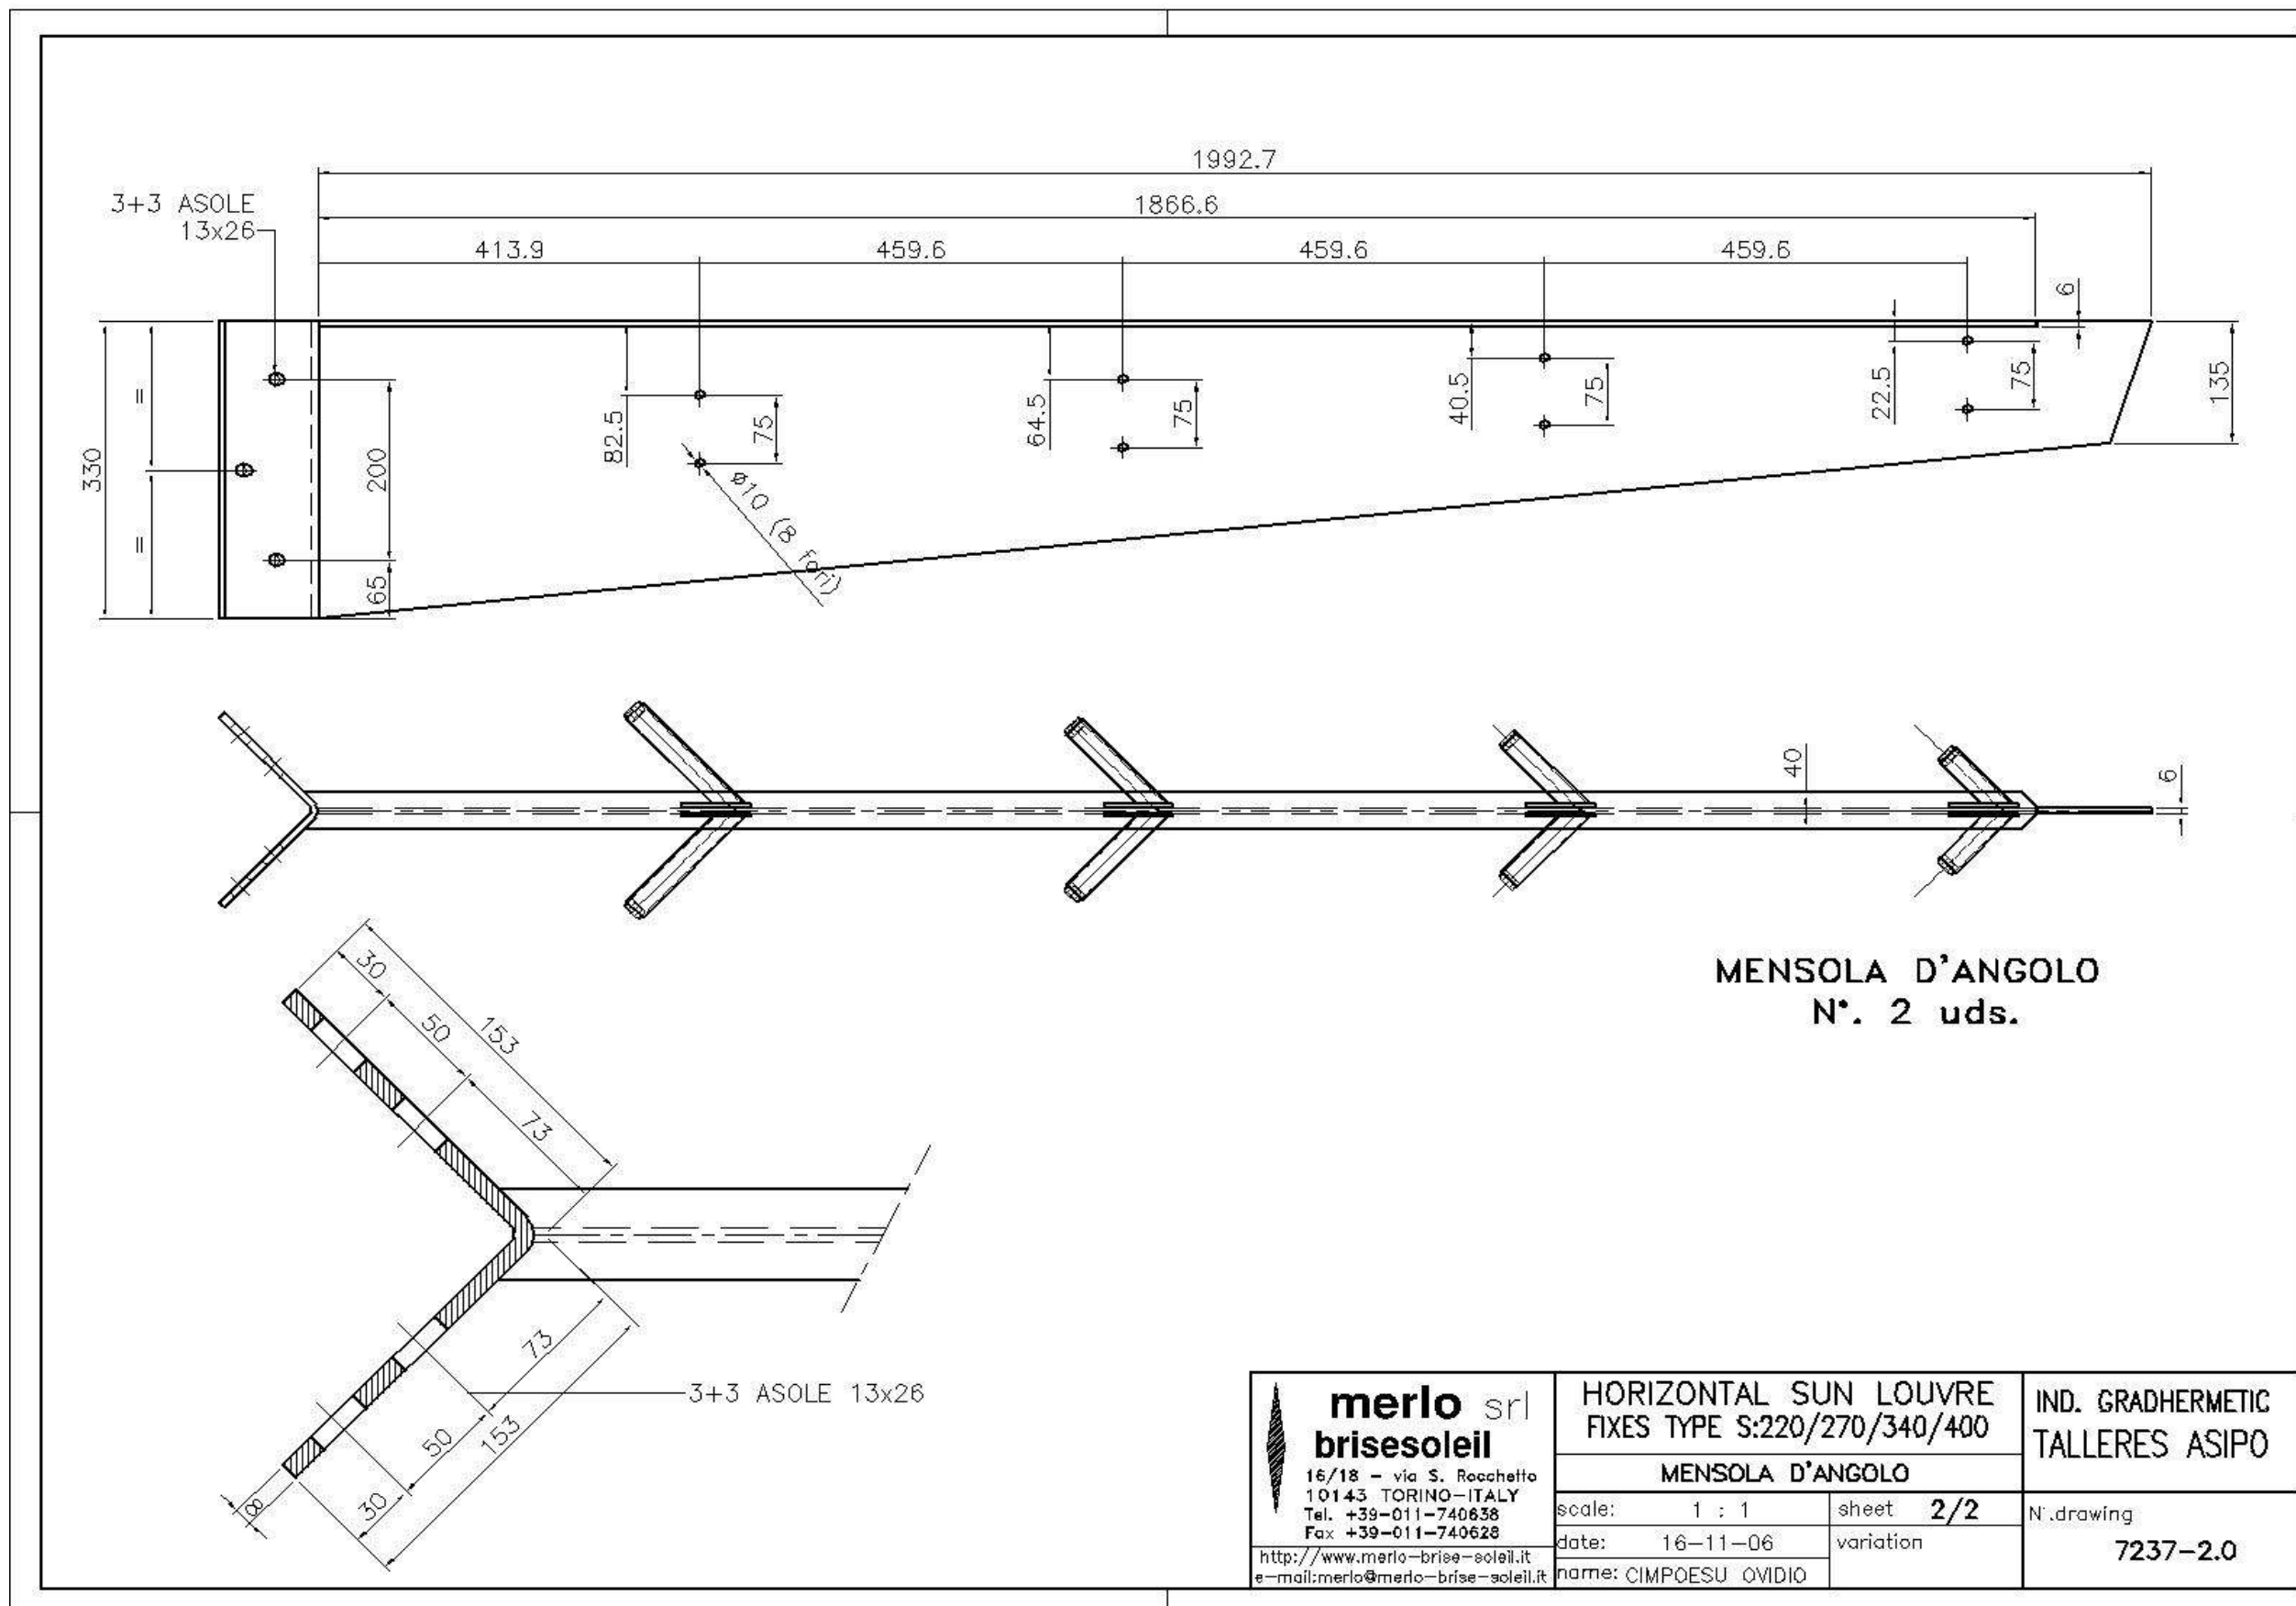 1992.7
3+3 ASOLE
13x26
1866.6
413.9
459.6
459.6
459.6
6
330
=
=
200
65
82.5
75
ø10 (8 fori)
64.5
75
40.5
75
22.5
75
135
40
6
MENSOLA D'ANGOLO
N°. 2 uds.
30
50
153
73
73
50
153
30
8
3+3 ASOLE 13x26
merlo srl
brisesoleil
16/18 - via S. Rocchetto
10143 TORINO-ITALY
Tel. +39-011-740638
Fax +39-011-740628
http://www.merlo-brise-soleil.it
e-mail:merlo@merlo-brise-soleil.it
HORIZONTAL SUN LOUVRE
FIXES TYPE S:220/270/340/400
MENSOLA D'ANGOLO
scale: 1 : 1
sheet 2/2
date: 16-11-06
variation
name: CIMPOESU OVIDIO
IND. GRADHERMETIC
TALLERES ASIPO
N°.drawing
7237-2.0